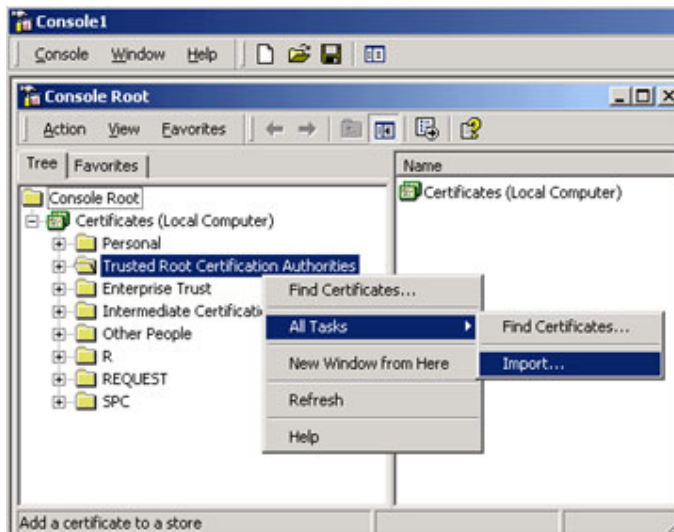 Console1
Console Window Help
Console Root
Action View Favorites
Tree Favorites
Name
Console Root
Certificates (Local Computer)
Certificates (Local Computer)
Personal
Trusted Root Certification Authorities
Enterprise Trust
Find Certificates...
Intermediate Certificati
All Tasks
Find Certificates...
Other People
R
New Window from Here
Import...
REQUEST
SPC
Refresh
Help
Add a certificate to a store